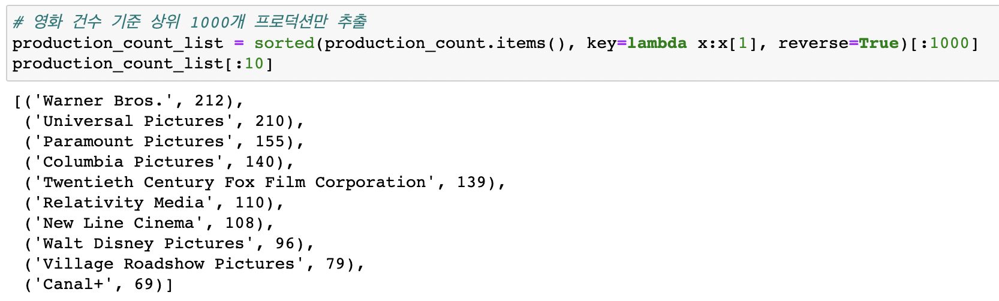 # 영화 건수 기준 상위 1000개 프로덕션만 추출
production_count_list = sorted(production_count.items(), key=lambda x:x[1], reverse=True)[:1000]
production_count_list[:10]
[('Warner Bros.', 212),
('Universal Pictures', 210),
('Paramount Pictures', 155),
('Columbia Pictures', 140),
('Twentieth Century Fox Film Corporation', 139),
('Relativity Media', 110),
('New Line Cinema', 108),
('Walt Disney Pictures', 96),
('Village Roadshow Pictures', 79),
('Canal+', 69)]